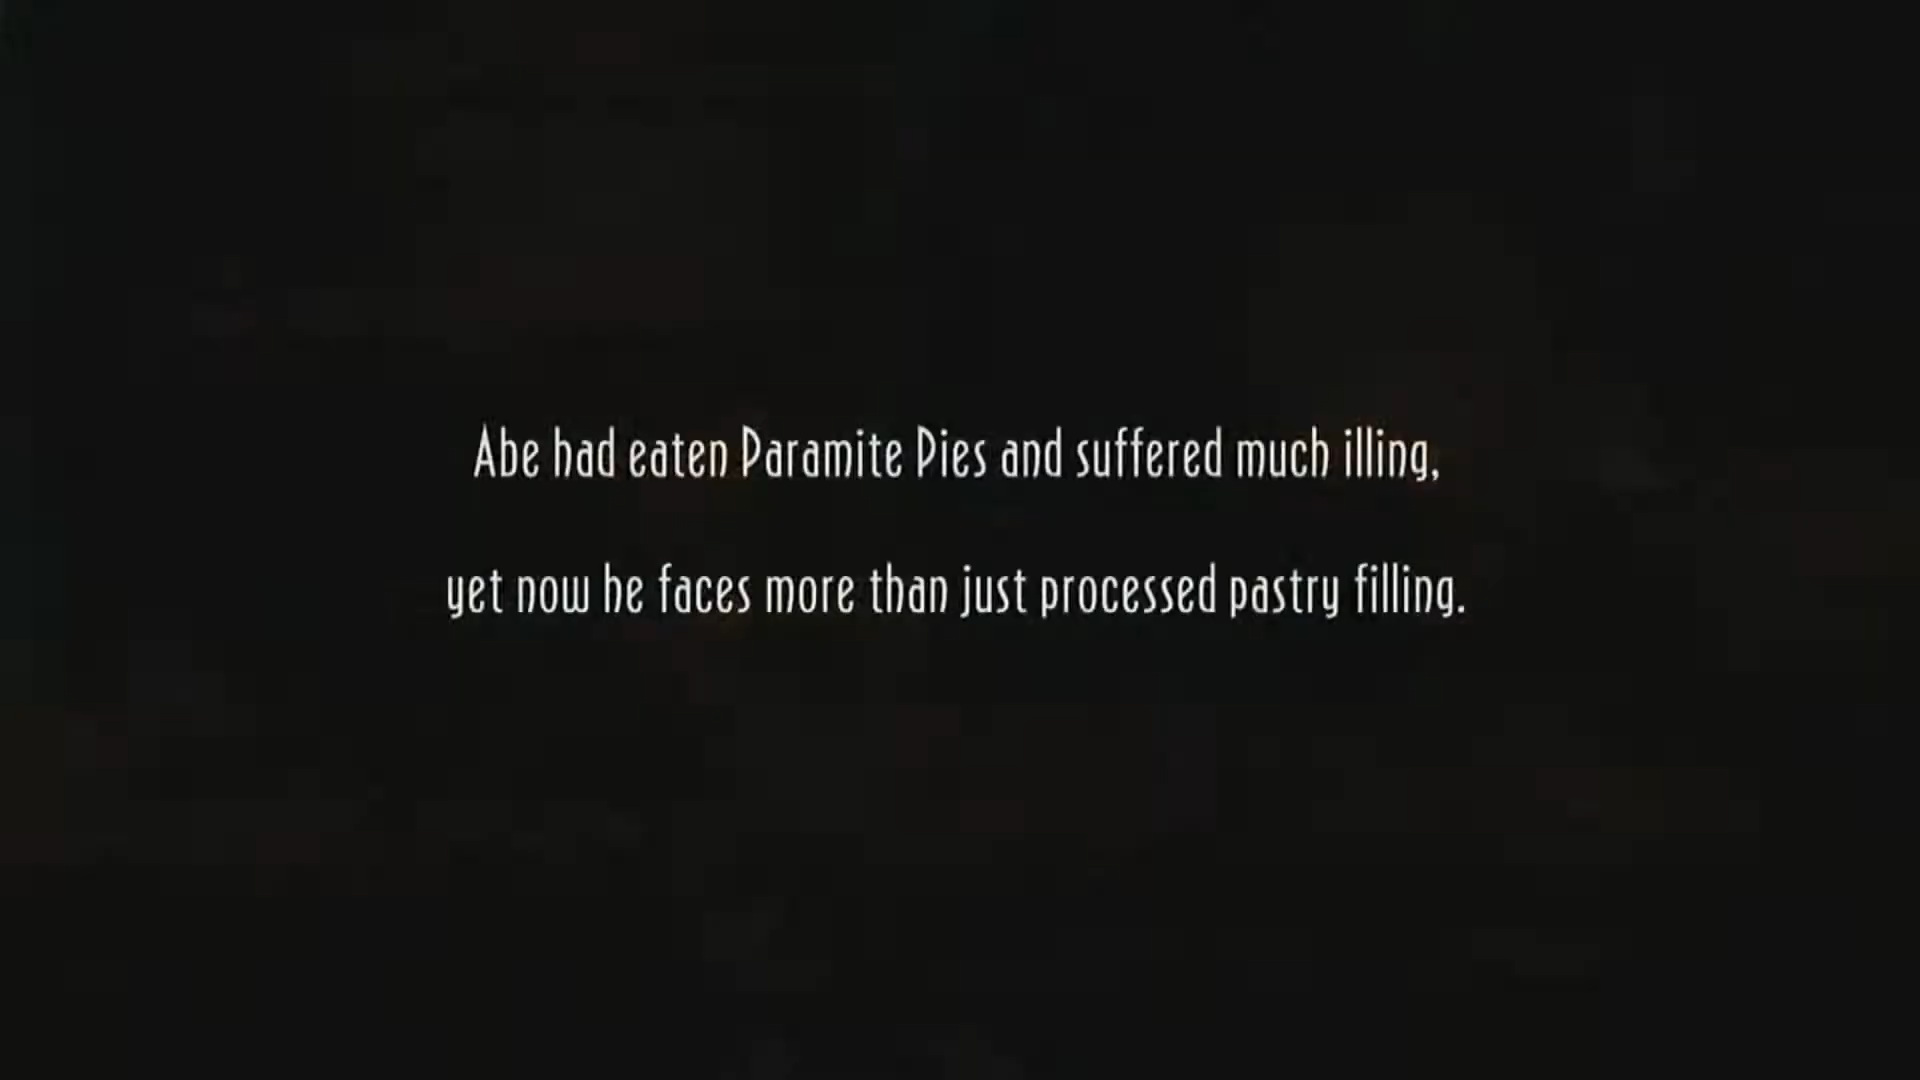 Abe had eaten Paramite Pies and suffered much illing,
yet now he faces more than just processed pastry filling.